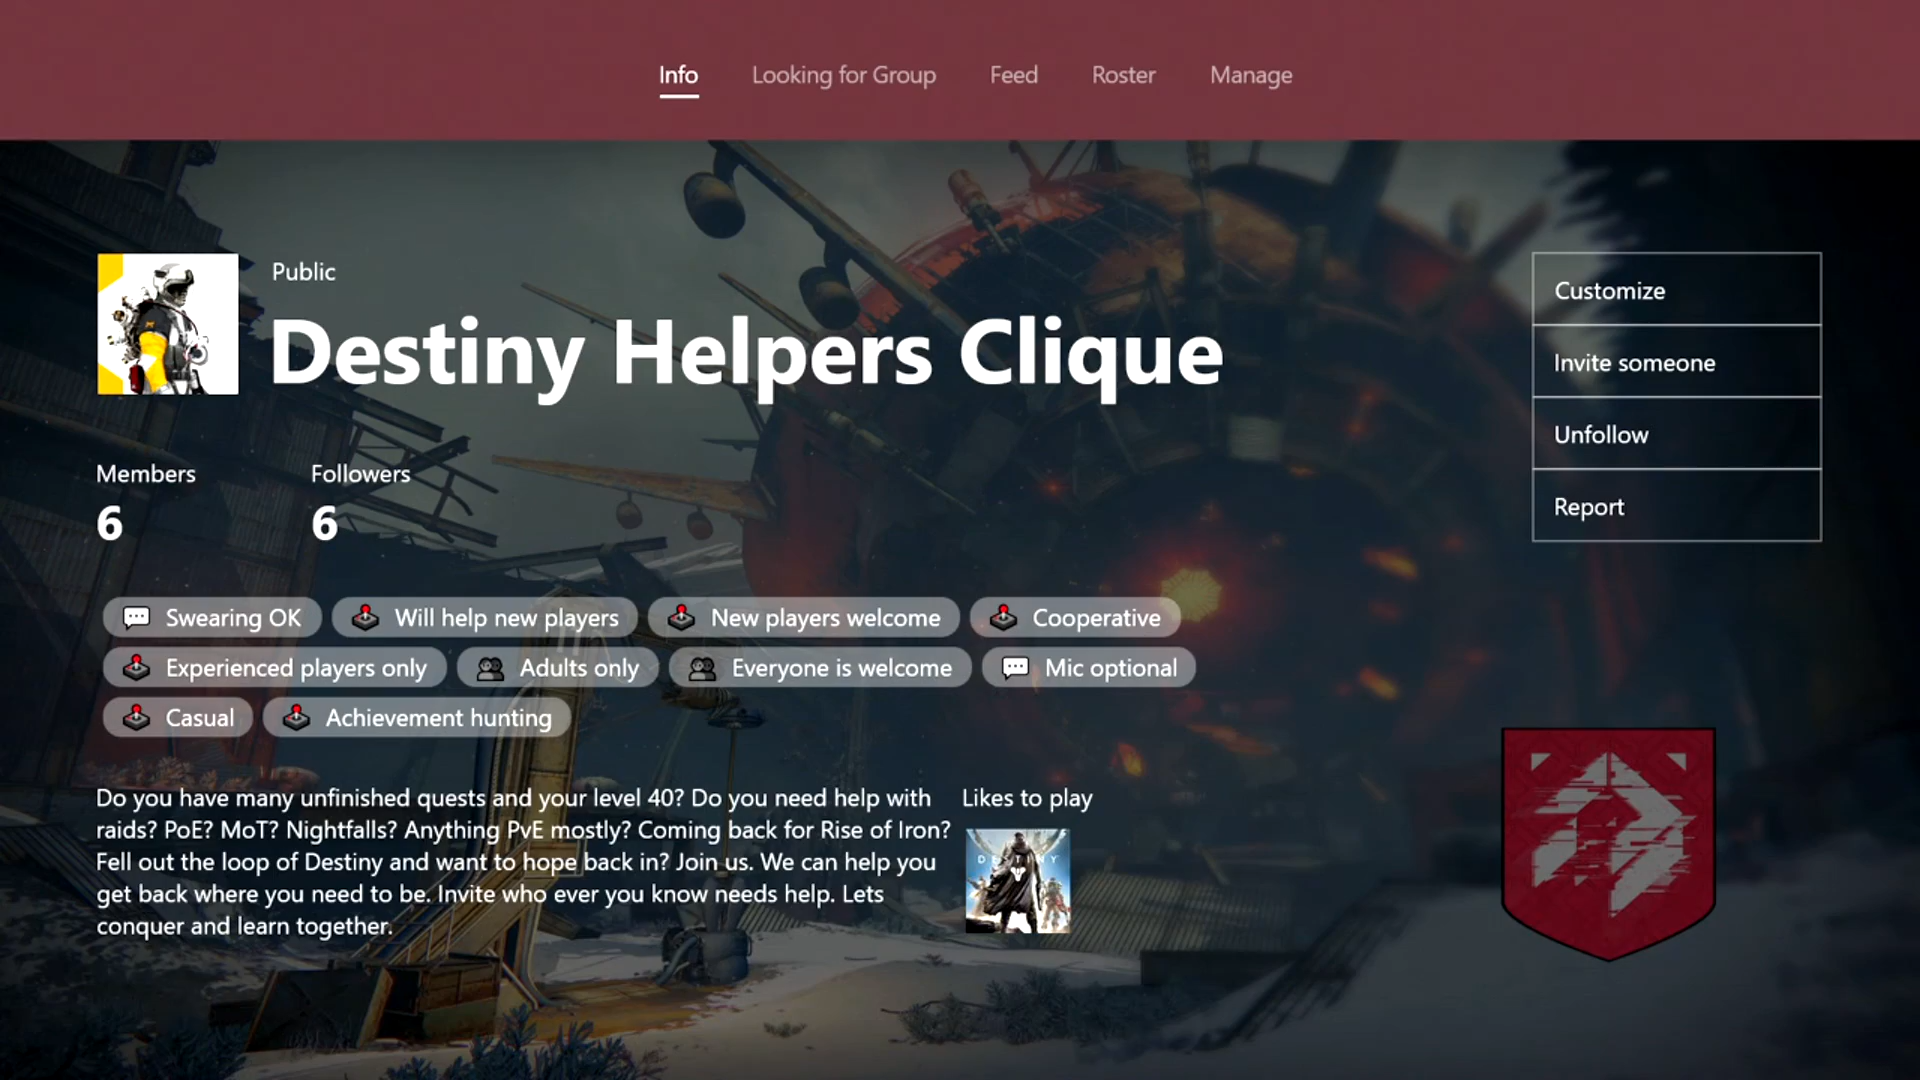 Info Looking for Group Feed Roster Manage
Public
Destiny Helpers Clique
Customize
Invite someone
Unfollow
Report
Members Followers
6 6
Swearing OK Will help new players New players welcome Cooperative
Experienced players only Adults only Everyone is welcome Mic optional
Casual Achievement hunting
Do you have many unfinished quests and your level 40? Do you need help with
raids? PoE? MoT? Nightfalls? Anything PvE mostly? Coming back for Rise of Iron?
Fell out the loop of Destiny and want to hope back in? Join us. We can help you
get back where you need to be. Invite who ever you know needs help. Lets
conquer and learn together.
Likes to play
DESTINY